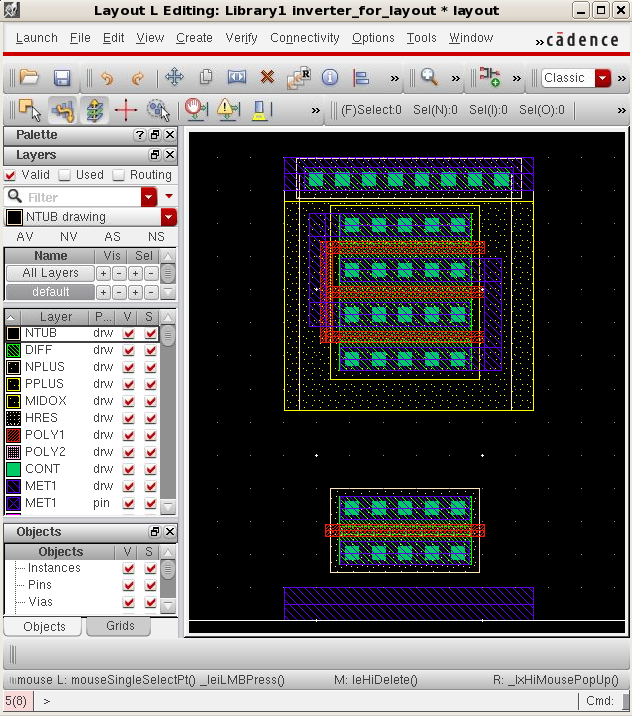 Layout L Editing: Library1 inverter_for_layout * layout
Launch File Edit View Create Verify Connectivity Options Tools Window » cādence
» » » Classic »
» (F)Select:0 Sel(N):0 Sel(I):0 Sel(O):0 »
Palette
Layers
Valid Used Routing
Filter
NTUB drawing
AV NV AS NS
Name Vis Sel
All Layers + - + -
default + - + -
Layer P... V S
NTUB drw
DIFF drw
NPLUS drw
PPLUS drw
MIDOX drw
HRES drw
POLY1 drw
POLY2 drw
CONT drw
MET1 drw
MET1 pin
Objects
Objects V S
Instances
Pins
Vias
Objects Grids
mouse L: mouseSingleSelectPt() _leiLMBPress() M: leHiDelete() R: _lxHiMousePopUp()
5(8) > Cmd: